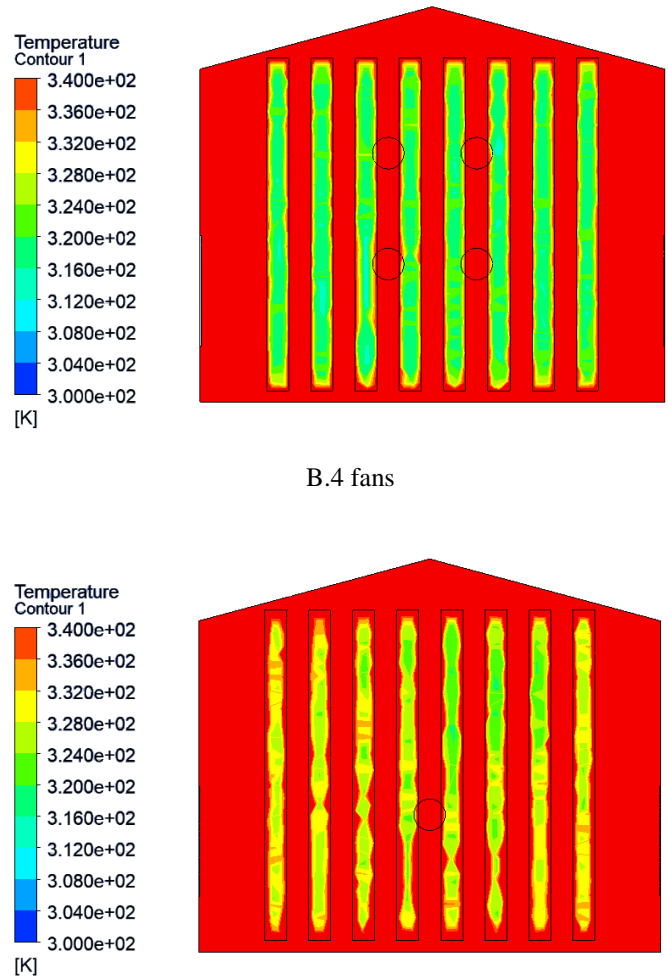 Temperature
Contour 1
3.400e+02
3.360e+02
3.320e+02
3.280e+02
3.240e+02
3.200e+02
3.160e+02
3.120e+02
3.080e+02
3.040e+02
3.000e+02
[K]
B.4 fans
Temperature
Contour 1
3.400e+02
3.360e+02
3.320e+02
3.280e+02
3.240e+02
3.200e+02
3.160e+02
3.120e+02
3.080e+02
3.040e+02
3.000e+02
[K]